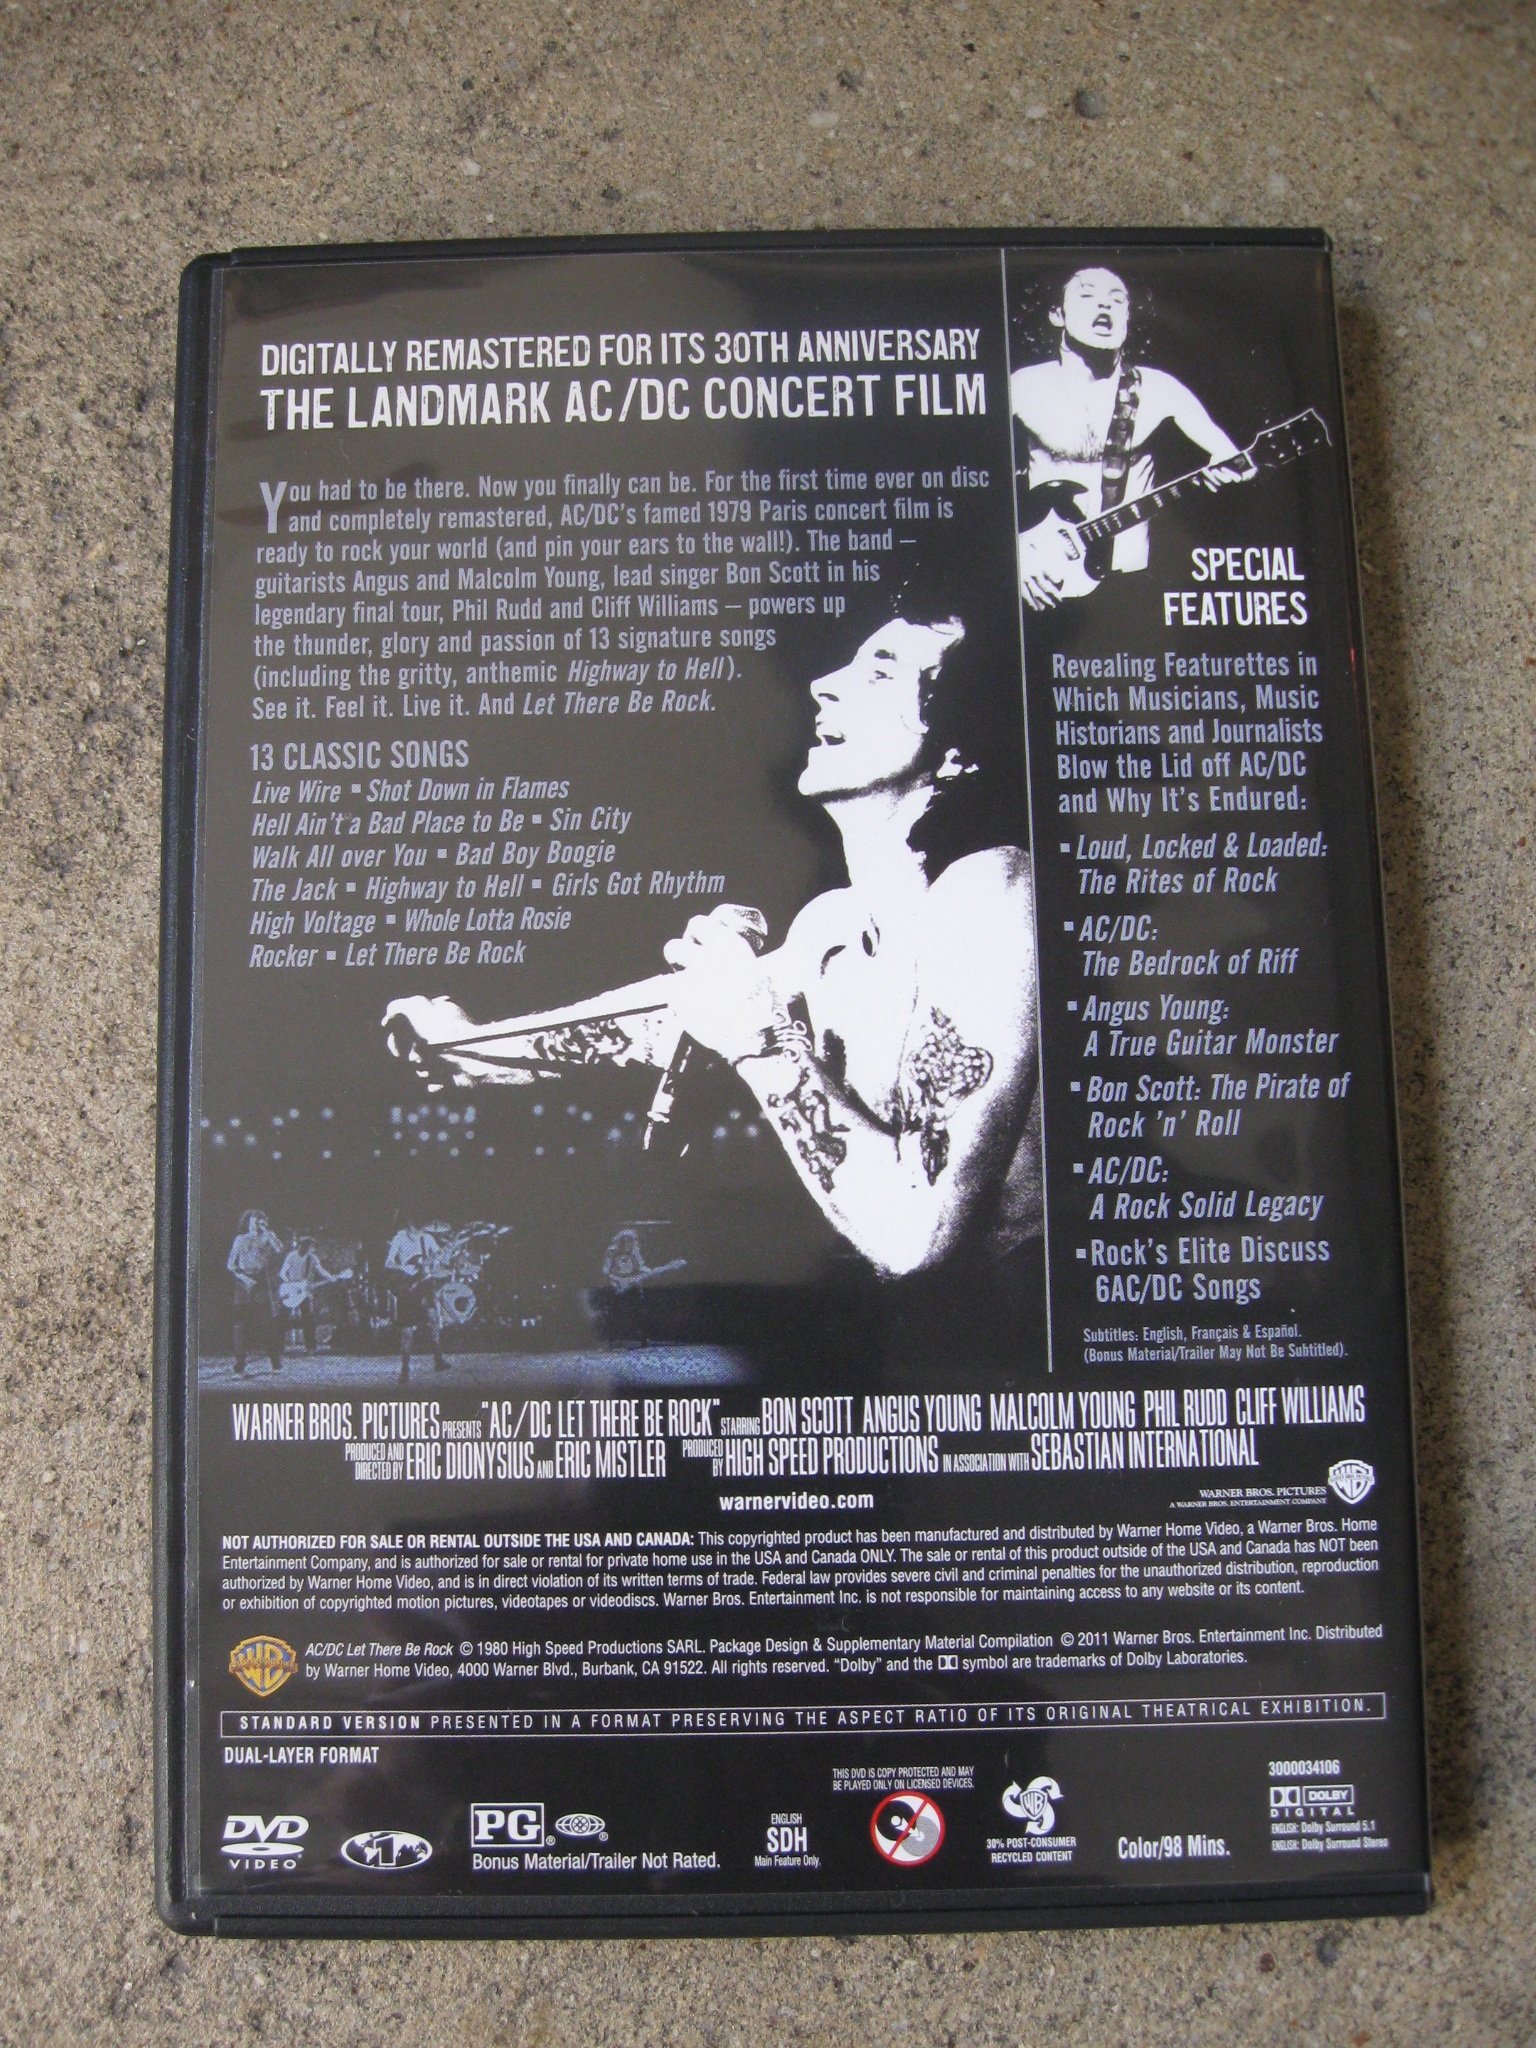 DIGITALLY REMASTERED FOR ITS 30TH ANNIVERSARY
THE LANDMARK AC/DC CONCERT FILM
You had to be there. Now you finally can be. For the first time ever on disc
and completely remastered, AC/DC's famed 1979 Paris concert film is
ready to rock your world (and pin your ears to the wall!). The band –
guitarists Angus and Malcolm Young, lead singer Bon Scott in his
legendary final tour, Phil Rudd and Cliff Williams – powers up
the thunder, glory and passion of 13 signature songs
(including the gritty, anthemic Highway to Hell).
See it. Feel it. Live it. And Let There Be Rock.
13 CLASSIC SONGS
Live Wire ▪ Shot Down in Flames
Hell Ain't a Bad Place to Be ▪ Sin City
Walk All over You ▪ Bad Boy Boogie
The Jack ▪ Highway to Hell ▪ Girls Got Rhythm
High Voltage ▪ Whole Lotta Rosie
Rocker ▪ Let There Be Rock
SPECIAL
FEATURES
Revealing Featurettes in
Which Musicians, Music
Historians and Journalists
Blow the Lid off AC/DC
and Why It's Endured:
▪ Loud, Locked & Loaded:
The Rites of Rock
▪ AC/DC:
The Bedrock of Riff
▪ Angus Young:
A True Guitar Monster
▪ Bon Scott: The Pirate of
Rock 'n' Roll
▪ AC/DC:
A Rock Solid Legacy
▪ Rock's Elite Discuss
6AC/DC Songs
Subtitles: English, Français & Español.
(Bonus Material/Trailer May Not Be Subtitled).
WARNER BROS. PICTURES PRESENTS "AC/DC LET THERE BE ROCK" STARRING BON SCOTT ANGUS YOUNG MALCOLM YOUNG PHIL RUDD CLIFF WILLIAMS
PRODUCED AND DIRECTED BY ERIC DIONYSIUS AND ERIC MISTLER PRODUCED BY HIGH SPEED PRODUCTIONS IN ASSOCIATION WITH SEBASTIAN INTERNATIONAL
warnervideo.com
WARNER BROS. PICTURES
A WARNER BROS. ENTERTAINMENT COMPANY
NOT AUTHORIZED FOR SALE OR RENTAL OUTSIDE THE USA AND CANADA: This copyrighted product has been manufactured and distributed by Warner Home Video, a Warner Bros. Home
Entertainment Company, and is authorized for sale or rental for private home use in the USA and Canada ONLY. The sale or rental of this product outside of the USA and Canada has NOT been
authorized by Warner Home Video, and is in direct violation of its written terms of trade. Federal law provides severe civil and criminal penalties for the unauthorized distribution, reproduction
or exhibition of copyrighted motion pictures, videotapes or videodiscs. Warner Bros. Entertainment Inc. is not responsible for maintaining access to any website or its content.
AC/DC Let There Be Rock © 1980 High Speed Productions SARL. Package Design & Supplementary Material Compilation © 2011 Warner Bros. Entertainment Inc. Distributed
by Warner Home Video, 4000 Warner Blvd., Burbank, CA 91522. All rights reserved. "Dolby" and the DD symbol are trademarks of Dolby Laboratories.
STANDARD VERSION PRESENTED IN A FORMAT PRESERVING THE ASPECT RATIO OF ITS ORIGINAL THEATRICAL EXHIBITION.
DUAL-LAYER FORMAT
DVD
VIDEO
1
PG ® ®
Bonus Material/Trailer Not Rated.
ENGLISH
SDH
Main Feature Only.
THIS DVD IS COPY PROTECTED AND MAY
BE PLAYED ONLY ON LICENSED DEVICES.
WB
30% POST-CONSUMER
RECYCLED CONTENT
Color/98 Mins.
3000034106
DOLBY
DIGITAL
ENGLISH: Dolby Surround 5.1
ENGLISH: Dolby Surround Stereo